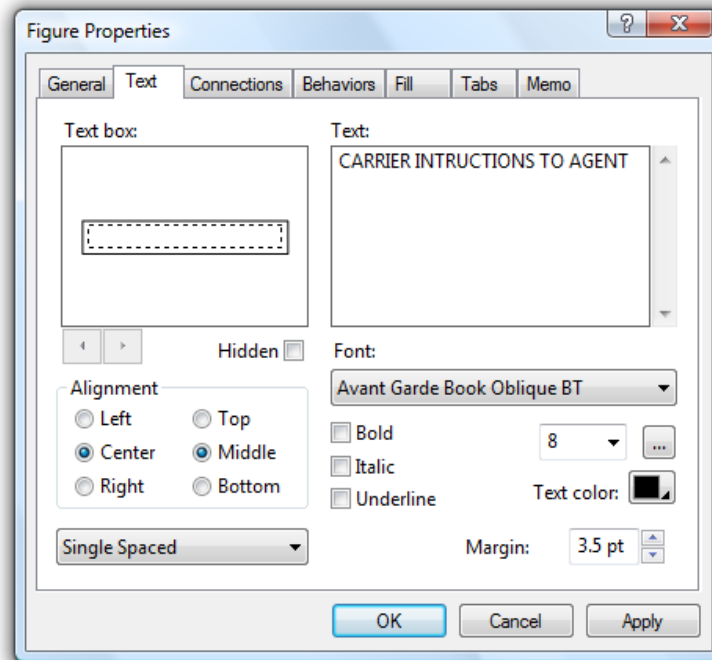 Figure Properties
?
General Text Connections Behaviors Fill Tabs Memo
Text box:
Text:
CARRIER INTRUCTIONS TO AGENT
Hidden
Font:
Avant Garde Book Oblique BT
Alignment
Left Top
Center Middle
Right Bottom
Bold
Italic
Underline
8
...
Text color:
Single Spaced
Margin: 3.5 pt
OK Cancel Apply